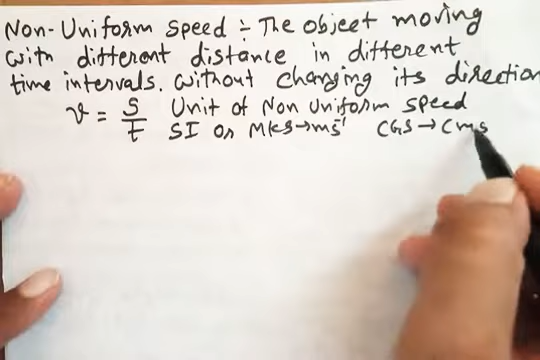 Non-Uniform speed ÷ The object moving
with different distance in different
time intervals. without changing its direction
v = S/t Unit of Non Uniform speed
SI or MKS→ms⁻¹ CGS→cms